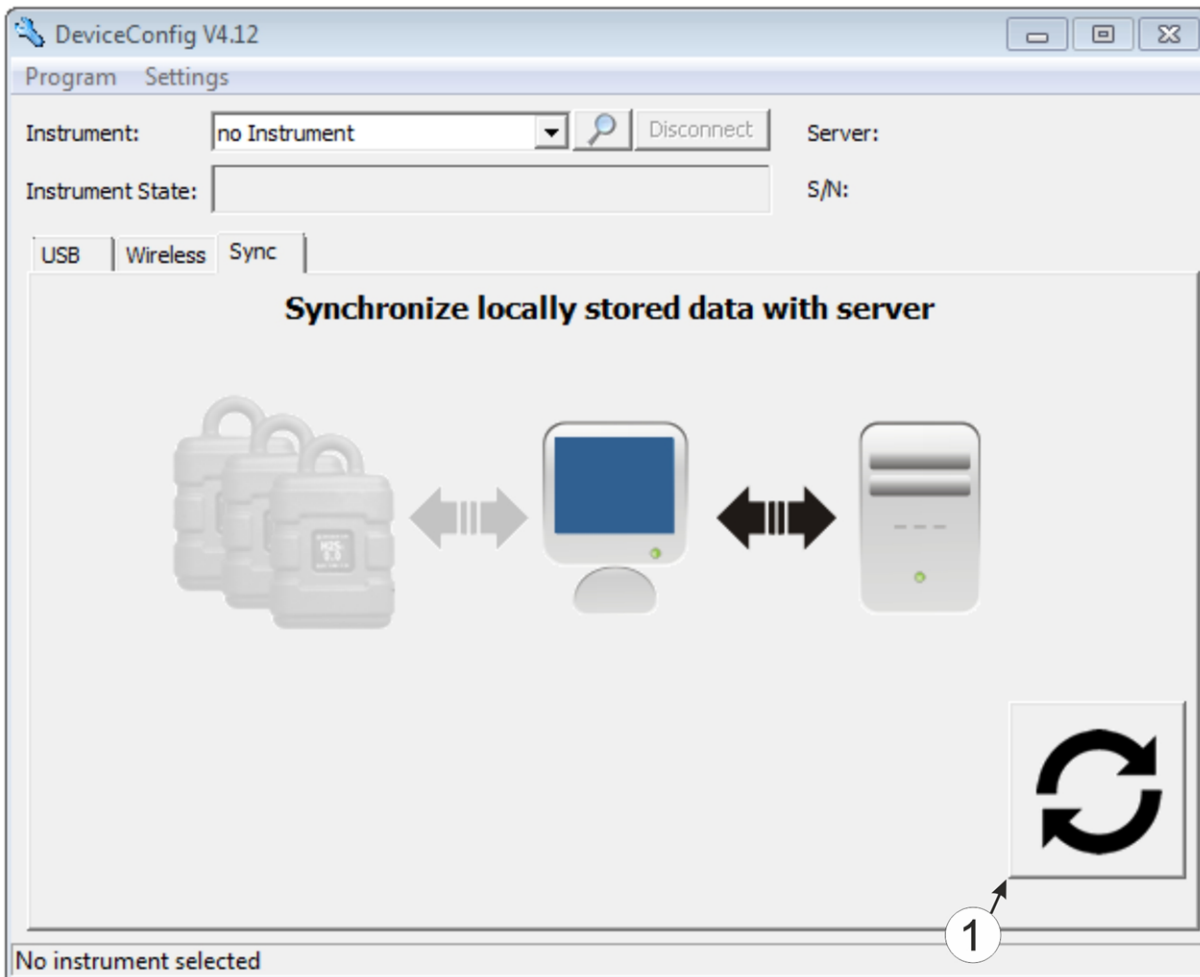 DeviceConfig V4.12
Program Settings
Instrument: no Instrument Disconnect Server:
Instrument State: S/N:
USB Wireless Sync
Synchronize locally stored data with server
1
No instrument selected